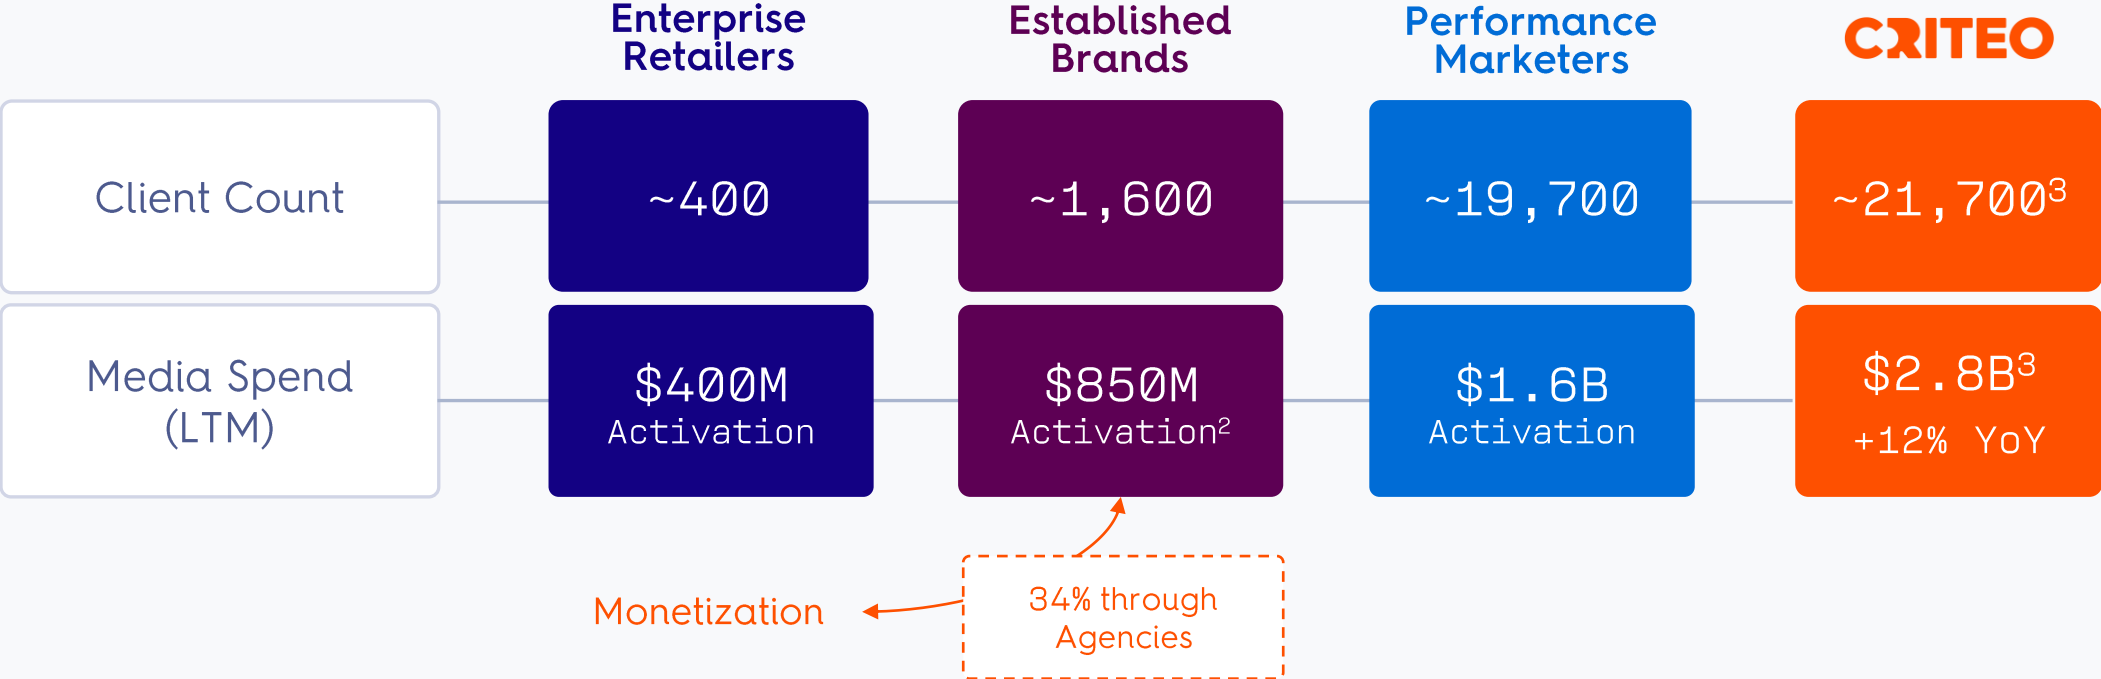 Enterprise
Retailers
Established
Brands
Performance
Marketers
CRITEO
Client Count
~400
~1,600
~19,700
~21,700³
Media Spend
(LTM)
$400M
Activation
$850M
Activation²
$1.6B
Activation
$2.8B³
+12% YoY
Monetization
34% through
Agencies